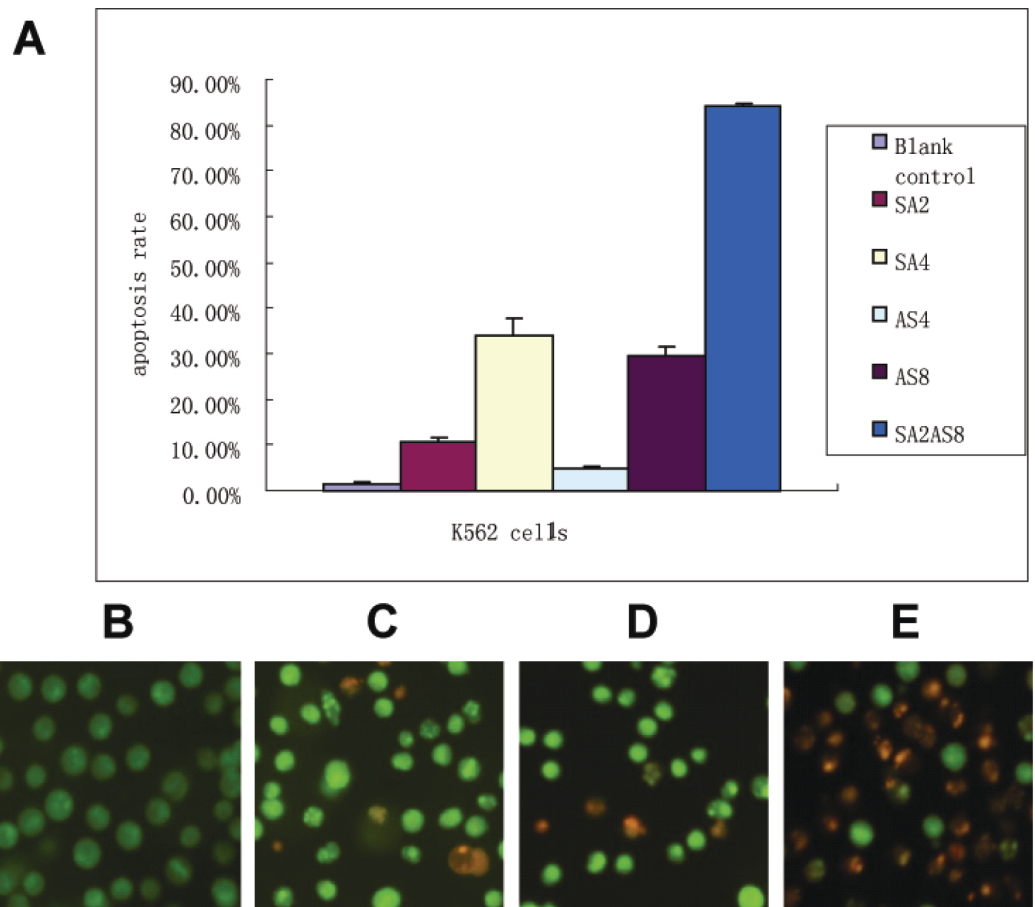 A
90.00%
80.00%
70.00%
60.00%
50.00%
40.00%
30.00%
20.00%
10.00%
0.00%
apoptosis rate
K562 cells
Blank
control
SA2
SA4
AS4
AS8
SA2AS8
B C D E